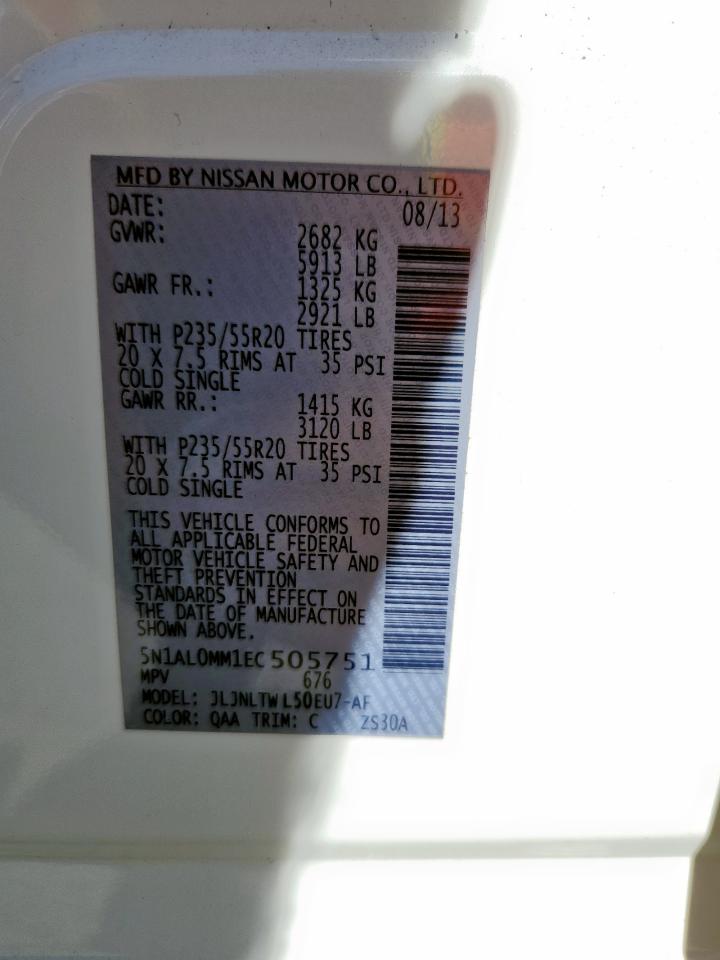 MFD BY NISSAN MOTOR CO., LTD.
DATE: 08/13
GVWR: 2682 KG
5913 LB
GAWR FR.: 1325 KG
2921 LB
WITH P235/55R20 TIRES
20 X 7.5 RIMS AT 35 PSI
COLD SINGLE
GAWR RR.: 1415 KG
3120 LB
WITH P235/55R20 TIRES
20 X 7.5 RIMS AT 35 PSI
COLD SINGLE
THIS VEHICLE CONFORMS TO
ALL APPLICABLE FEDERAL
MOTOR VEHICLE SAFETY AND
THEFT PREVENTION
STANDARDS IN EFFECT ON
THE DATE OF MANUFACTURE
SHOWN ABOVE.
5N1AL0MM1EC505751
MPV 676
MODEL: JLJNLTWL50EU7-AF
COLOR: QAA TRIM: C ZS30A